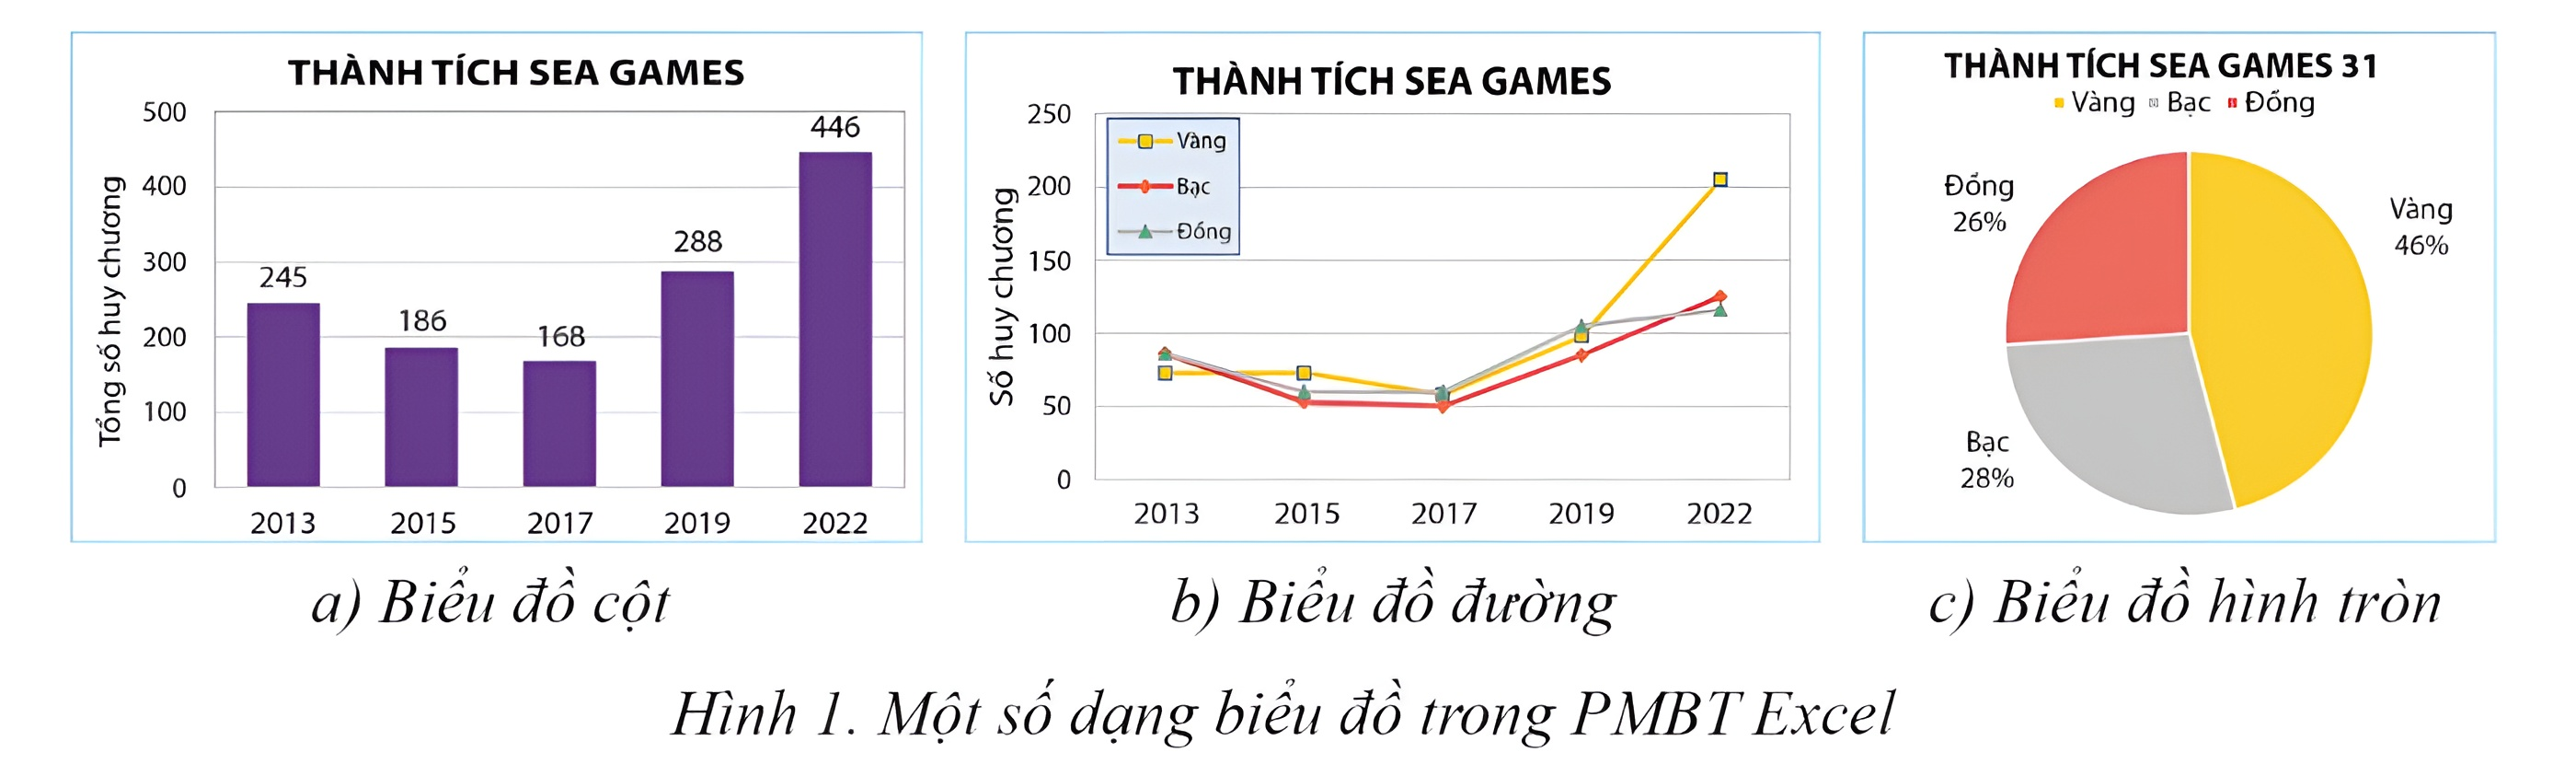 THÀNH TÍCH SEA GAMES
Tổng số huy chương
500
400
300
200
100
0
245
186
168
288
446
2013 2015 2017 2019 2022
a) Biểu đồ cột
THÀNH TÍCH SEA GAMES
Số huy chương
250
200
150
100
50
0
Vàng
Bạc
Đồng
2013 2015 2017 2019 2022
b) Biểu đồ đường
THÀNH TÍCH SEA GAMES 31
Vàng Bạc Đồng
Đồng
26%
Vàng
46%
Bạc
28%
c) Biểu đồ hình tròn
Hình 1. Một số dạng biểu đồ trong PMBT Excel